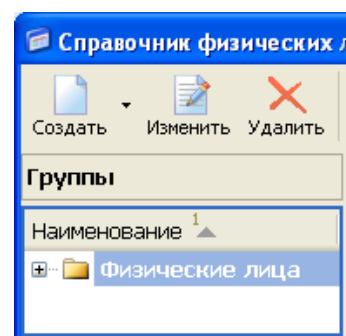 Справочник физических
Создать Изменить Удалить
Группы
Наименование 1
Физические лица